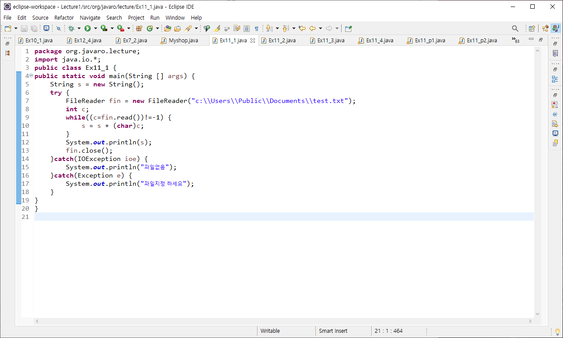 eclipse-workspace - Lecture1/src/org/javaro/lecture/Ex11_1.java - Eclipse IDE
File Edit Source Refactor Navigate Search Project Run Window Help
Ex10_1.java Ex12_4.java Ex7_2.java Myshop.java Ex11_1.java Ex11_2.java Ex11_3.java Ex11_4.java Ex11_p1.java Ex11_p2.java
1 package org.javaro.lecture;
2 import java.io.*;
3 public class Ex11_1 {
4 public static void main(String [] args) {
5 String s = new String();
6 try {
7 FileReader fin = new FileReader("c:\\Users\\Public\\Documents\\test.txt");
8 int c;
9 while((c=fin.read())!=-1) {
10 s = s + (char)c;
11 }
12 System.out.println(s);
13 fin.close();
14 }catch(IOException ioe) {
15 System.out.println("파일없음");
16 }catch(Exception e) {
17 System.out.println("파일지정 하세요");
18 }
19 }
20 }
21
Writable Smart Insert 21 : 1 : 464